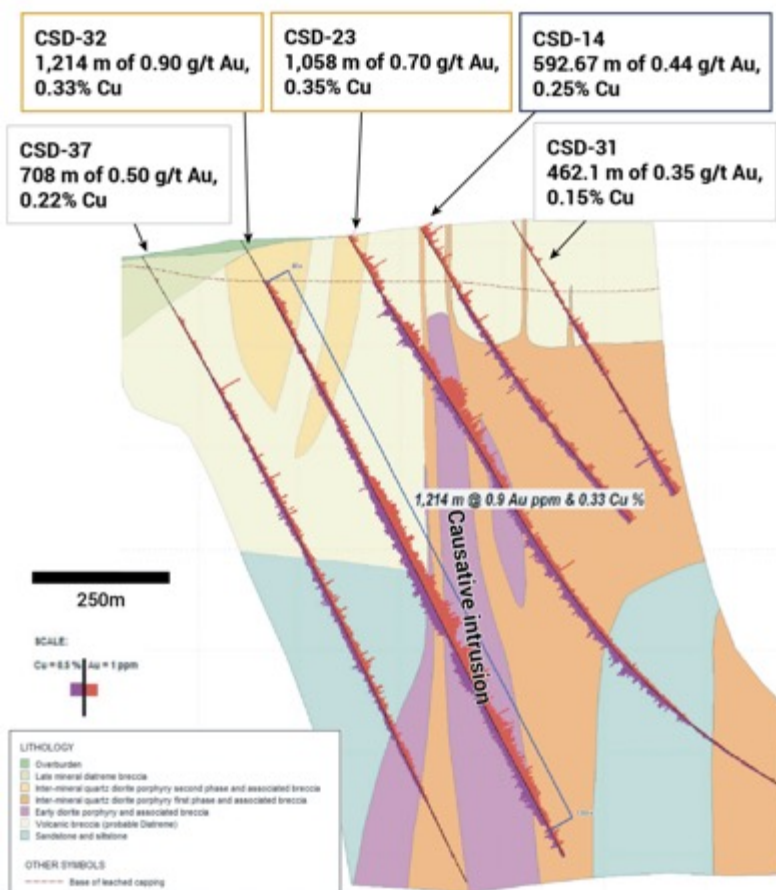 CSD-32
1,214 m of 0.90 g/t Au,
0.33% Cu
CSD-23
1,058 m of 0.70 g/t Au,
0.35% Cu
CSD-14
592.67 m of 0.44 g/t Au,
0.25% Cu
CSD-37
708 m of 0.50 g/t Au,
0.22% Cu
CSD-31
462.1 m of 0.35 g/t Au,
0.15% Cu
1,214 m @ 0.9 Au ppm & 0.33 Cu %
Causative intrusion
250m
SCALE:
Cu = 0.5 % Au = 1 ppm
LITHOLOGY
Overburden
Late mineral diatreme breccia
Inter-mineral quartz diorite porphyry second phase and associated breccia
Inter-mineral quartz diorite porphyry first phase and associated breccia
Early diorite porphyry and associated breccia
Volcanic breccia (probable Diatreme)
Sandstone and siltstone
OTHER SYMBOLS
Base of leached capping